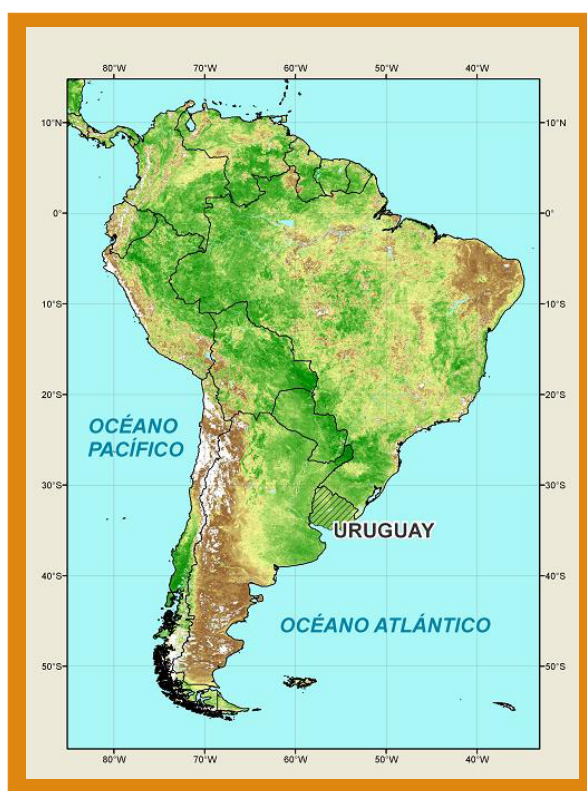 80°W 70°W 60°W 50°W 40°W
10°N 10°N
0° 0°
10°S 10°S
20°S 20°S
OCÉANO
PACÍFICO
30°S 30°S
URUGUAY
40°S 40°S
OCÉANO ATLÁNTICO
50°S 50°S
80°W 70°W 60°W 50°W 40°W